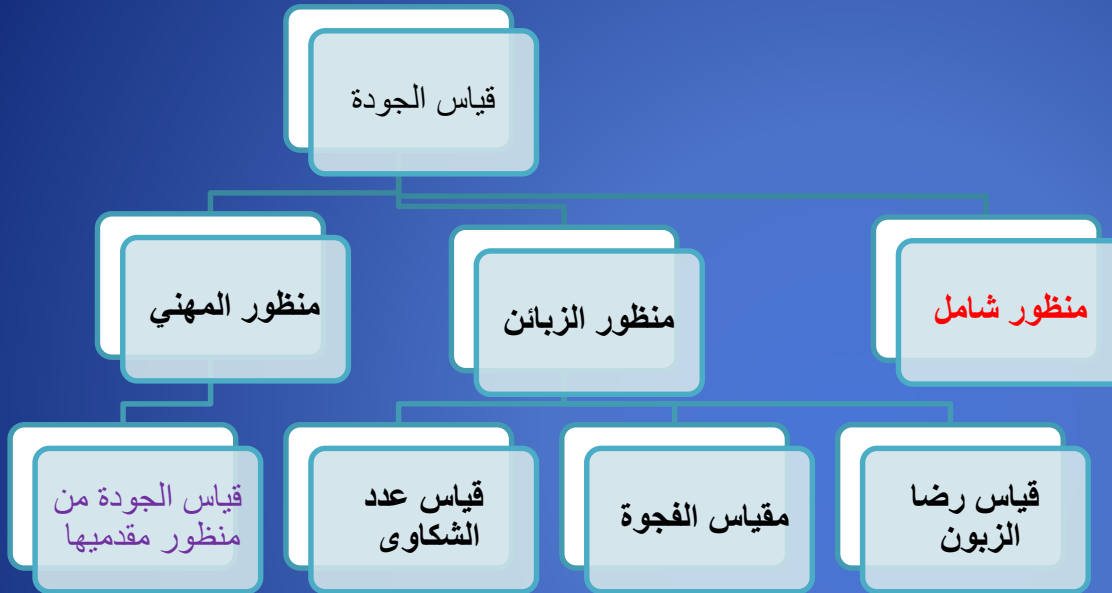 قياس الجودة
منظور شامل
منظور الزبائن
منظور المهني
قياس رضا
الزبون
مقياس الفجوة
قياس عدد
الشكاوى
قياس الجودة من
منظور مقدميها